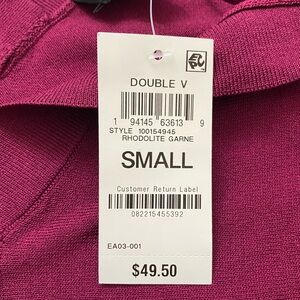 DOUBLE V
1 94145 63613 9
STYLE 100154945
RHODOLITE GARNE
SMALL
Customer Return Label
082215455392
EA03-001
$49.50